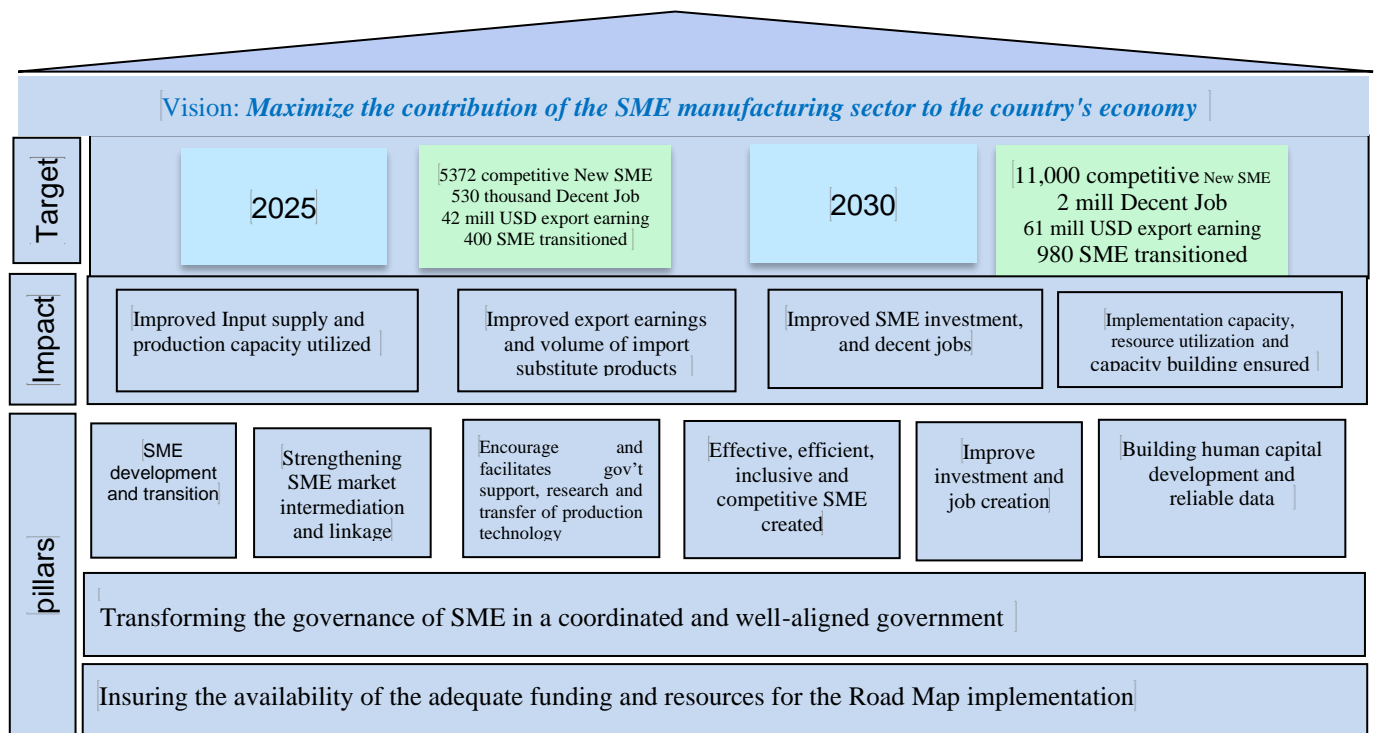 Vision: Maximize the contribution of the SME manufacturing sector to the country's economy
Target
2025
5372 competitive New SME
530 thousand Decent Job
42 mill USD export earning
400 SME transitioned
2030
11,000 competitive New SME
2 mill Decent Job
61 mill USD export earning
980 SME transitioned
Impact
Improved Input supply and
production capacity utilized
Improved export earnings
and volume of import
substitute products
Improved SME investment,
and decent jobs
Implementation capacity,
resource utilization and
capacity building ensured
pillars
SME
development
and transition
Strengthening
SME market
intermediation
and linkage
Encourage and
facilitates gov't
support, research and
transfer of production
technology
Effective, efficient,
inclusive and
competitive SME
created
Improve
investment and
job creation
Building human capital
development and
reliable data
Transforming the governance of SME in a coordinated and well-aligned government
Insuring the availability of the adequate funding and resources for the Road Map implementation